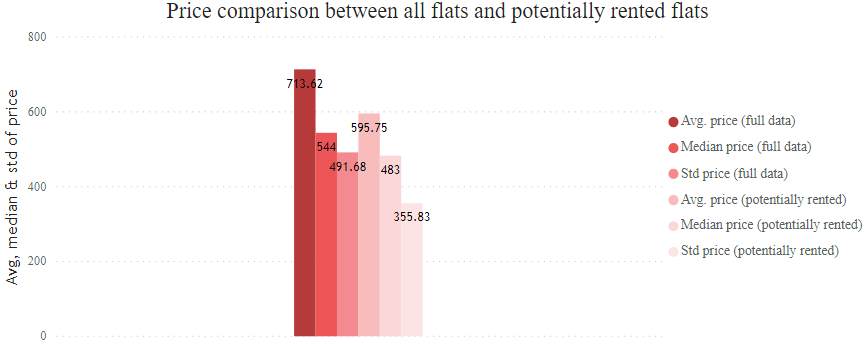 Price comparison between all flats and potentially rented flats
Avg, median & std of price
800
600
400
200
0
713.62
544
491.68
595.75
483
355.83
Avg. price (full data)
Median price (full data)
Std price (full data)
Avg. price (potentially rented)
Median price (potentially rented)
Std price (potentially rented)